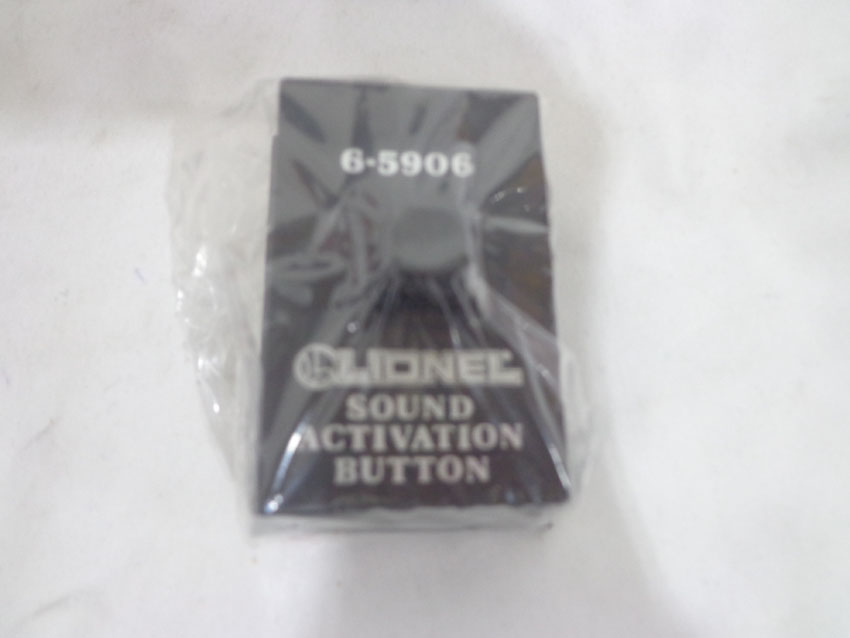 6-5906
LIONEL
SOUND
ACTIVATION
BUTTON